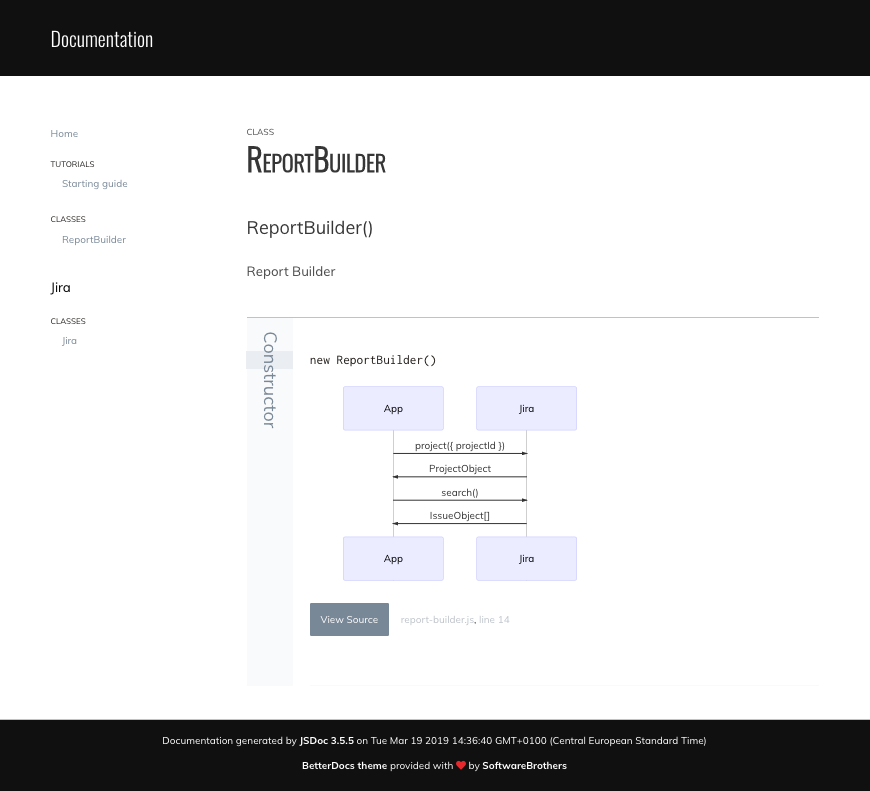 Documentation
Home
TUTORIALS
Starting guide
CLASSES
ReportBuilder
Jira
CLASSES
Jira
CLASS
ReportBuilder
ReportBuilder()
Report Builder
Constructor
new ReportBuilder()
App Jira
project({ projectId })
ProjectObject
search()
IssueObject[]
App Jira
View Source report-builder.js, line 14
Documentation generated by JSDoc 3.5.5 on Tue Mar 19 2019 14:36:40 GMT+0100 (Central European Standard Time)
BetterDocs theme provided with ❤ by SoftwareBrothers